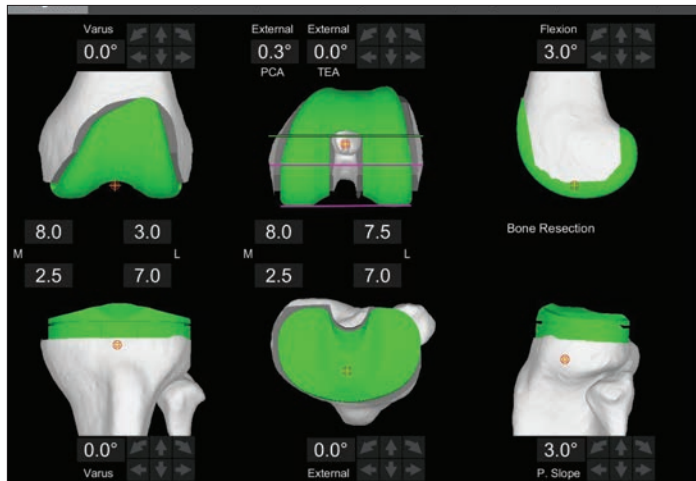 Varus
0.0°
External External
0.3° 0.0°
PCA TEA
Flexion
3.0°
8.0 3.0
M L
2.5 7.0
8.0 7.5
M L
2.5 7.0
Bone Resection
0.0°
Varus
0.0°
External
3.0°
P. Slope